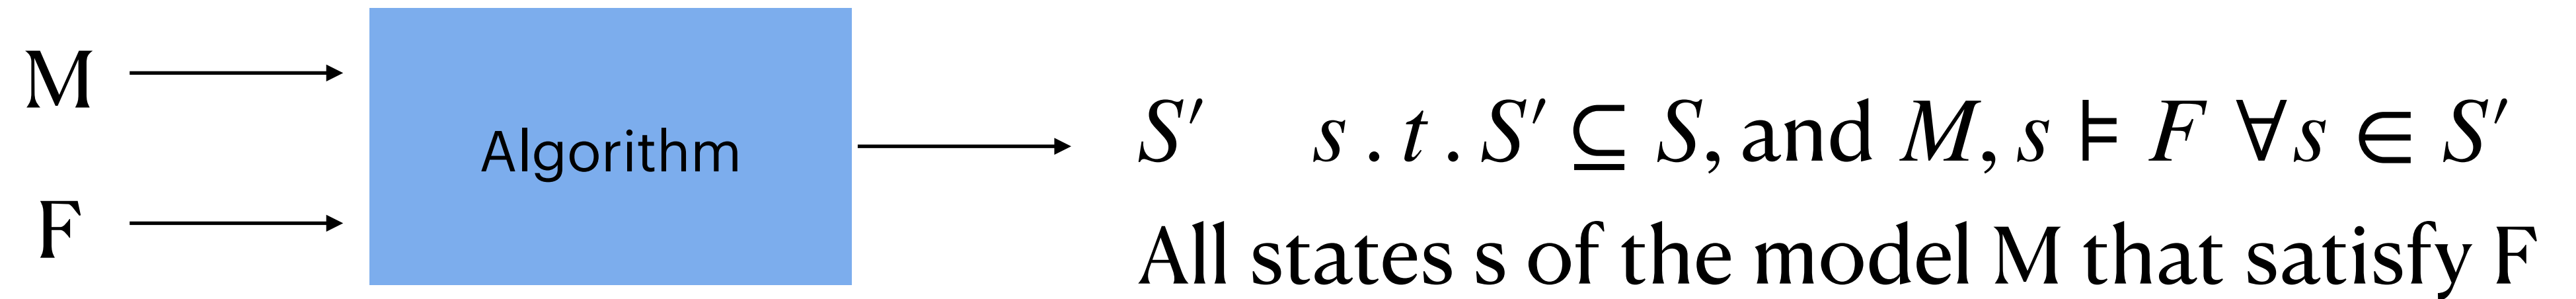 M
F
Algorithm
S′ s . t . S′ ⊆ S, and M, s ⊧ F ∀s ∈ S′
All states s of the model M that satisfy F